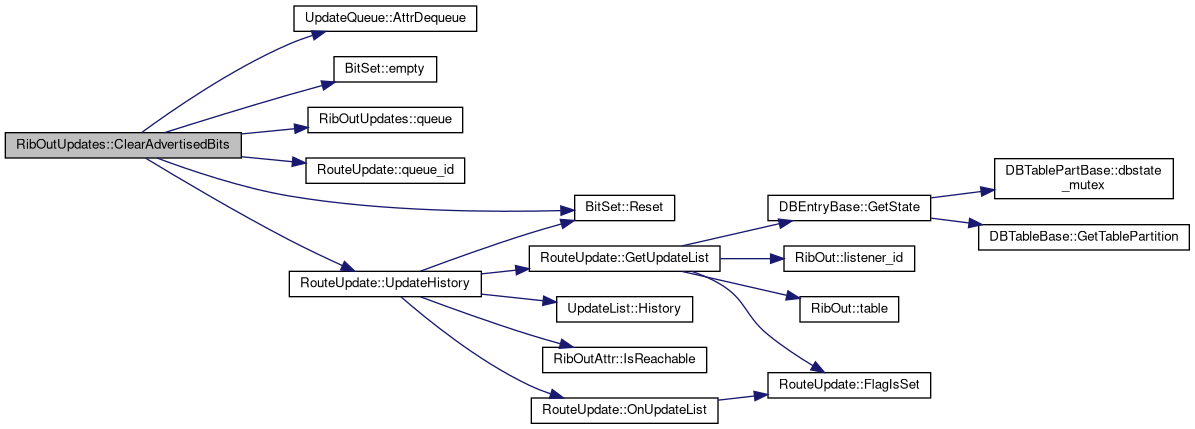 UpdateQueue::AttrDequeue
BitSet::empty
RibOutUpdates::queue
RibOutUpdates::ClearAdvertisedBits
RouteUpdate::queue_id
BitSet::Reset
RouteUpdate::UpdateHistory
RouteUpdate::GetUpdateList
UpdateList::History
RibOutAttr::IsReachable
RouteUpdate::OnUpdateList
DBEntryBase::GetState
RibOut::listener_id
RibOut::table
RouteUpdate::FlagIsSet
DBTablePartBase::dbstate
_mutex
DBTableBase::GetTablePartition